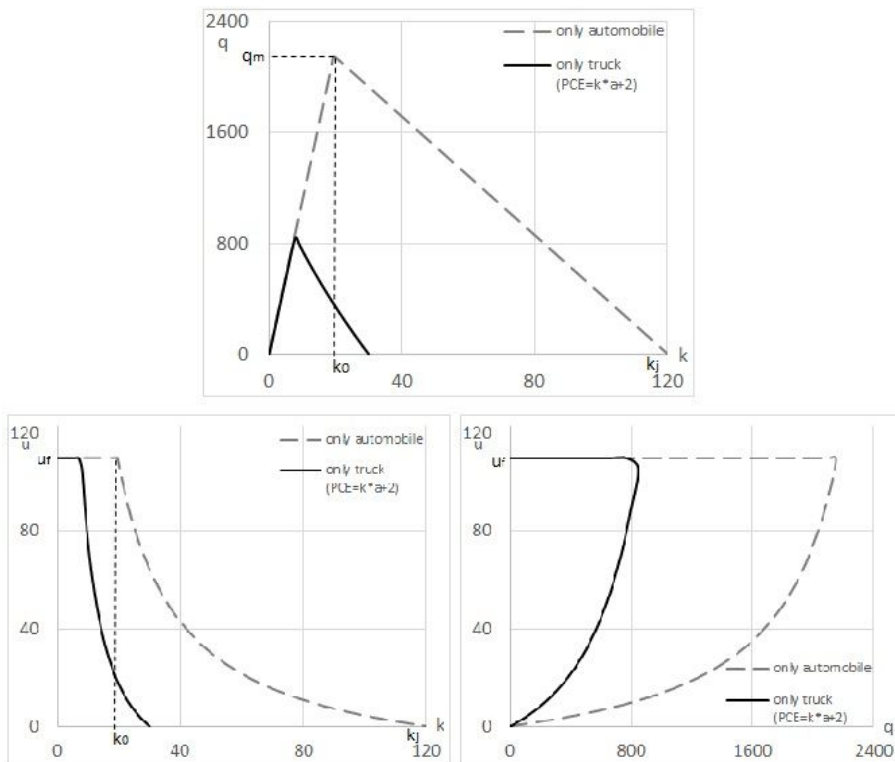 2400
q
qm
1600
800
0
only automobile
only truck
(PCE=k*a+2)
0
k0
40
80
kj
120
k
120
u
uf
80
40
0
only automobile
only truck
(PCE=k*a+2)
0
k0
40
80
kj
120
k
120
u
uf
80
40
0
only automobile
only truck
(PCE=k*a+2)
0
800
1600
q
2400